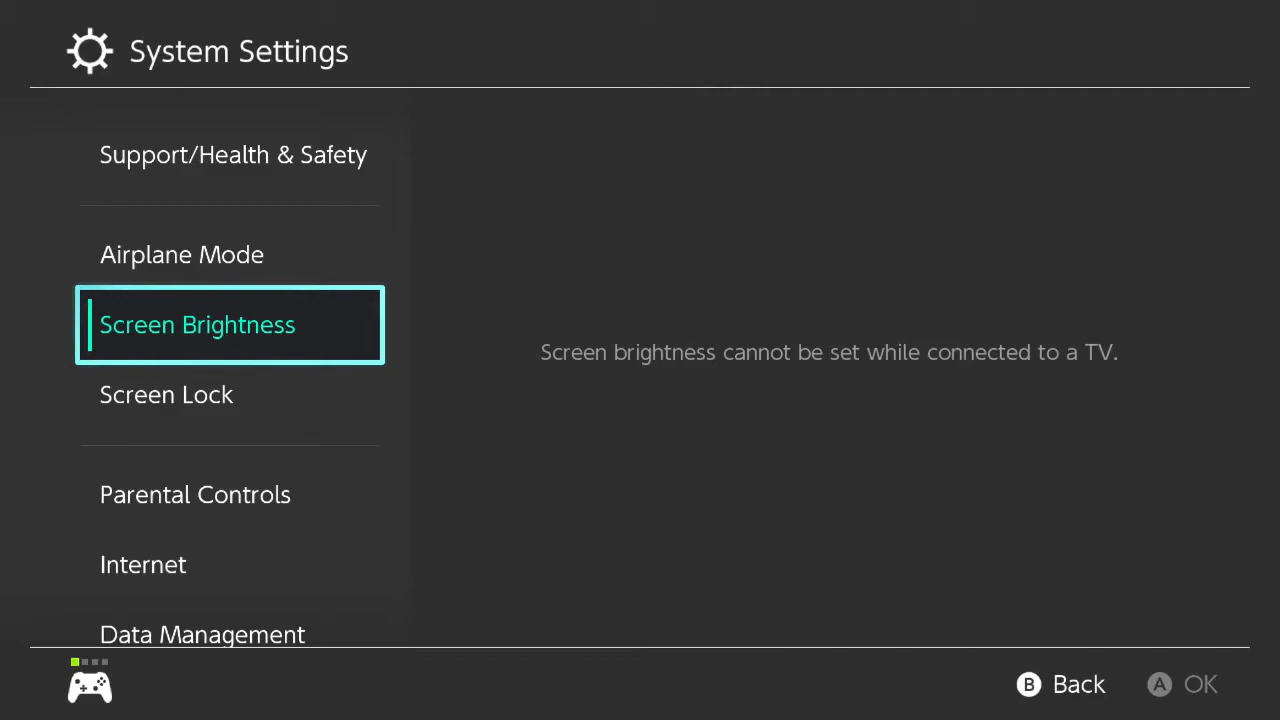 System Settings
Support/Health & Safety
Airplane Mode
Screen Brightness
Screen Lock
Parental Controls
Internet
Data Management
Screen brightness cannot be set while connected to a TV.
B Back
A OK